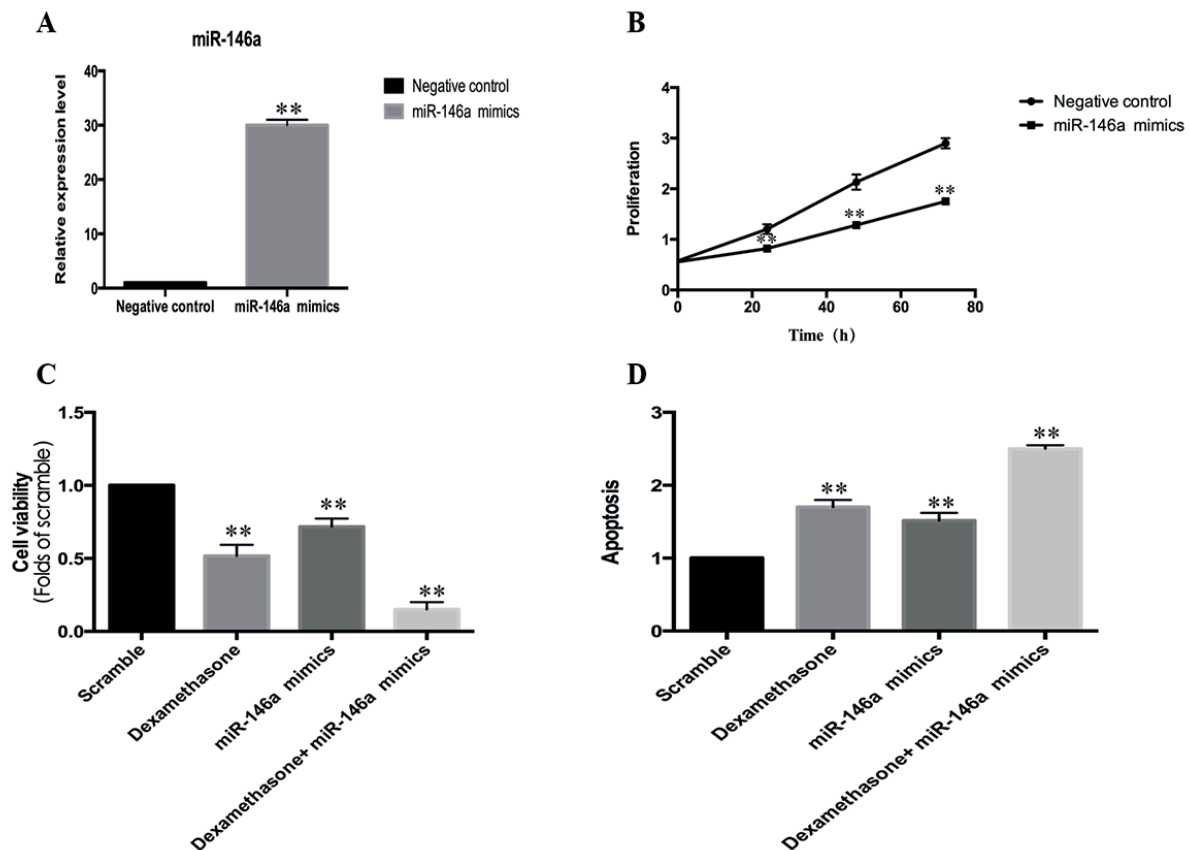 A
miR-146a
Relative expression level
40
30
20
10
0
**
Negative control
miR-146a mimics
Negative control
miR-146a mimics
B
Proliferation
4
3
2
1
0
**
**
**
0
20
40
60
80
Time (h)
Negative control
miR-146a mimics
C
Cell viability
(Folds of scramble)
1.5
1.0
0.5
0.0
**
**
**
Scramble
Dexamethasone
miR-146a mimics
Dexamethasone+ miR-146a mimics
D
Apoptosis
3
2
1
0
**
**
**
Scramble
Dexamethasone
miR-146a mimics
Dexamethasone+ miR-146a mimics